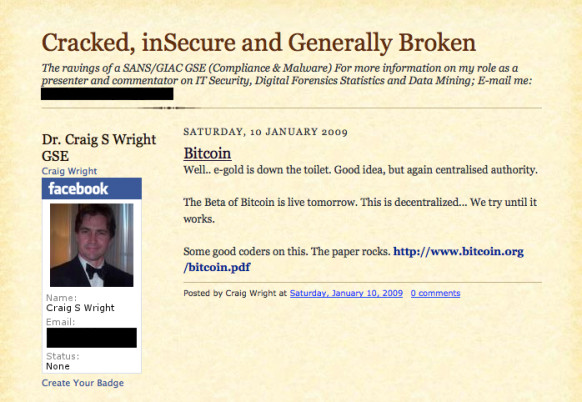 Cracked, inSecure and Generally Broken
The ravings of a SANS/GIAC GSE (Compliance & Malware) For more information on my role as a
presenter and commentator on IT Security, Digital Forensics Statistics and Data Mining; E-mail me:
Dr. Craig S Wright
GSE
Craig Wright
facebook
Name:
Craig S Wright
Email:
Status:
None
Create Your Badge
SATURDAY, 10 JANUARY 2009
Bitcoin
Well.. e-gold is down the toilet. Good idea, but again centralised authority.
The Beta of Bitcoin is live tomorrow. This is decentralized... We try until it
works.
Some good coders on this. The paper rocks. http://www.bitcoin.org
/bitcoin.pdf
Posted by Craig Wright at Saturday, January 10, 2009 0 comments